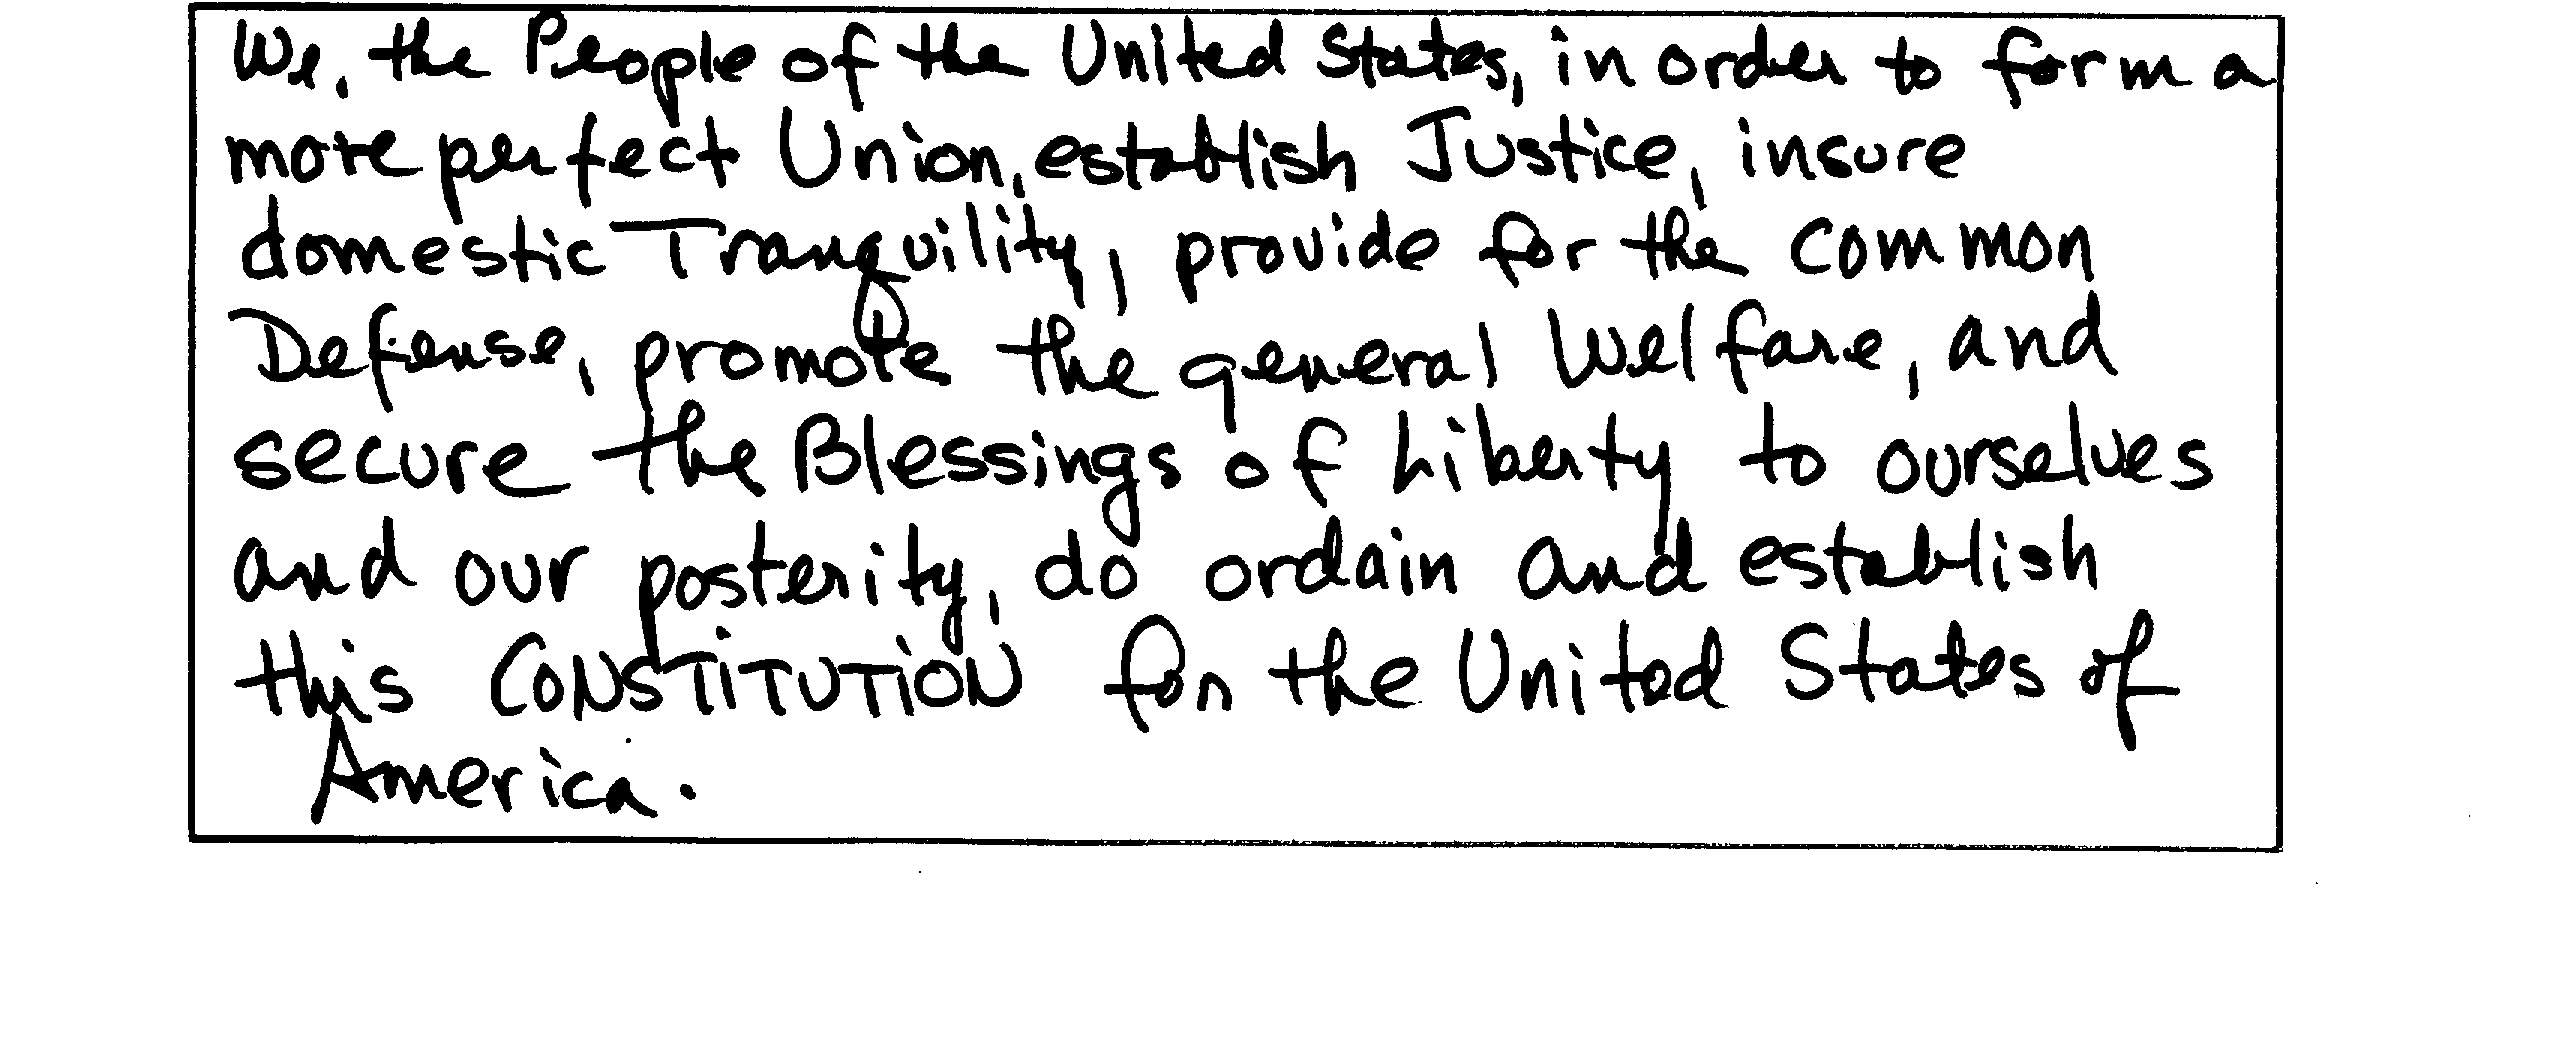 We, the People of the United States, in order to form a
more perfect Union, establish Justice, insure
domestic Tranquility, provide for the common
Defense, promote the general Welfare, and
secure the Blessings of Liberty to ourselves
and our posterity, do ordain and establish
this CONSTITUTION for the United States of
America.